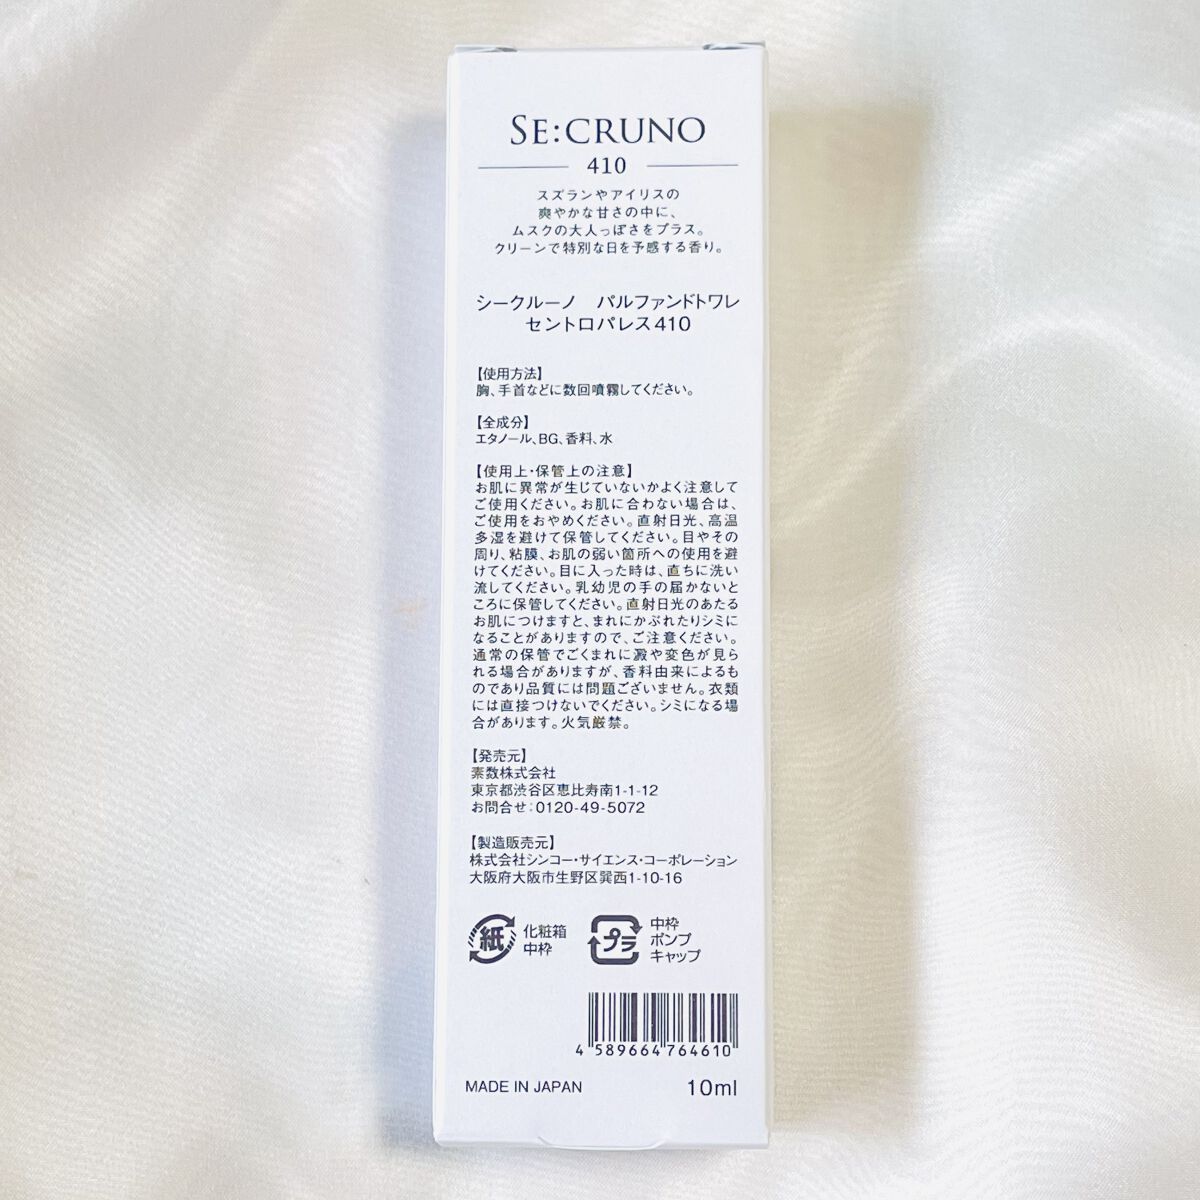 SE:CRUNO
410
スズランやアイリスの
爽やかな甘さの中に、
ムスクの大人っぽさをプラス。
クリーンで特別な日を予感する香り。
シークルーノ　パルファンドトワレ
セントロパレス410
【使用方法】
胸、手首などに数回噴霧してください。
【全成分】
エタノール、BG、香料、水
【使用上・保管上の注意】
お肌に異常が生じていないかよく注意して
ご使用ください。お肌に合わない場合は、
ご使用をおやめください。直射日光、高温
多湿を避けて保管してください。目やその
周り、粘膜、お肌の弱い箇所への使用を避
けてください。目に入った時は、直ちに洗い
流してください。乳幼児の手の届かないと
ころに保管してください。直射日光のあたる
お肌につけますと、まれにかぶれたりシミに
なることがありますので、ご注意ください。
通常の保管でごくまれに澱や変色が見ら
れる場合がありますが、香料由来によるも
のであり品質には問題ございません。衣類
には直接つけないでください。シミになる場
合があります。火気厳禁。
【発売元】
素数株式会社
東京都渋谷区恵比寿南1-1-12
お問合せ:0120-49-5072
【製造販売元】
株式会社シンコー・サイエンス・コーポレーション
大阪府大阪市生野区巽西1-10-16
紙 化粧箱
中枠
プラ 中枠
ポンプ
キャップ
4 589664 764610
MADE IN JAPAN 10ml